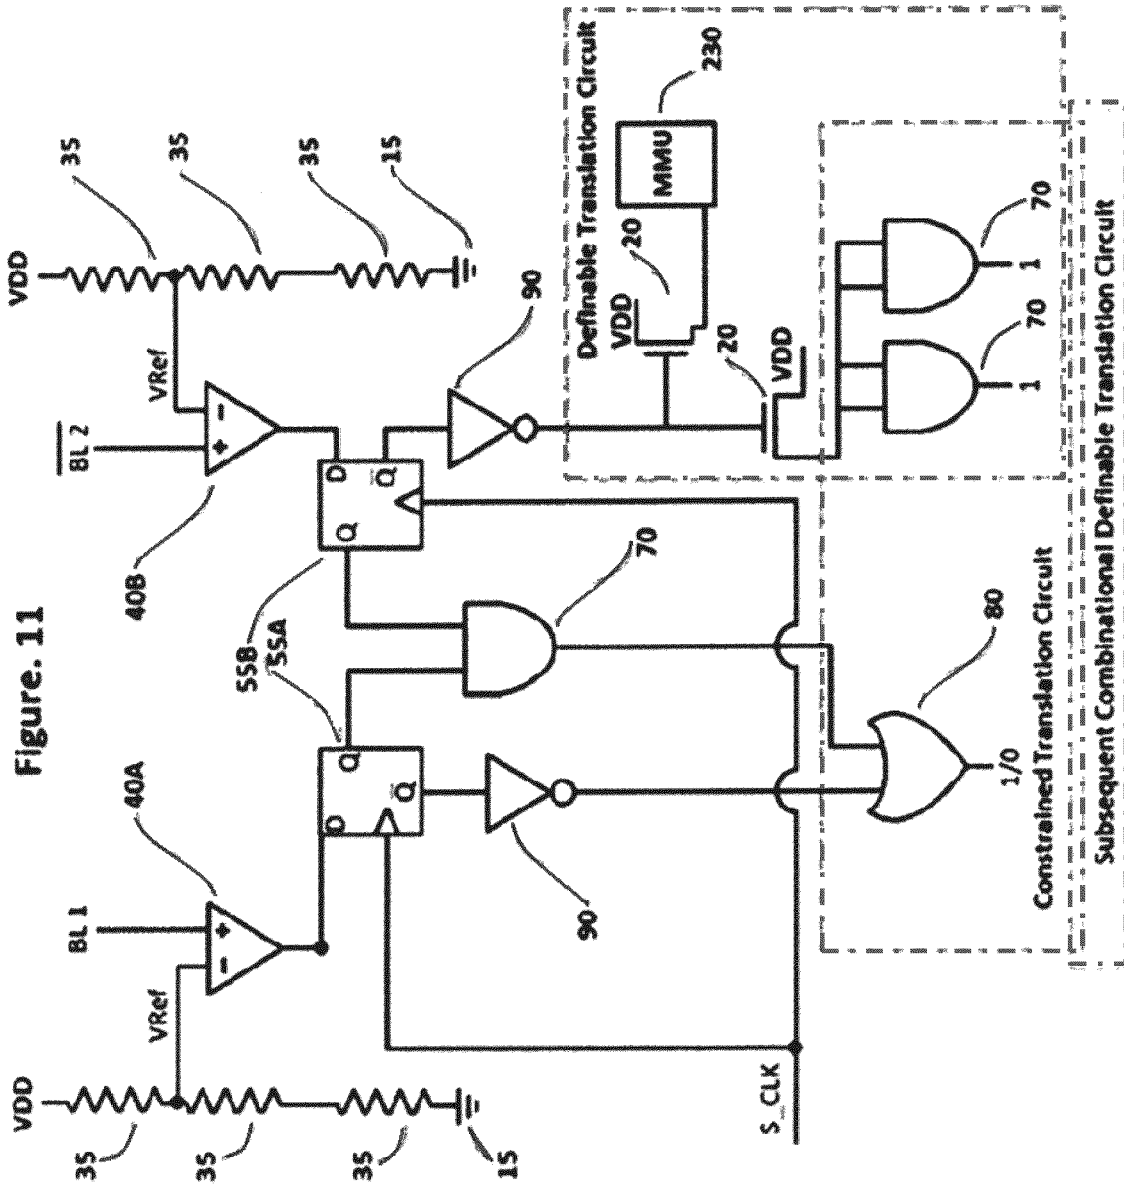 Figure. 11
VDD
35
35
35
15
VRef
BL 1
40A
+
-
D
Q
Q̅
90
S_CLK
55B
55A
70
40B
B̅L̅ ̅2̅
VRef
+
-
VDD
35
35
35
15
D
Q
Q̅
90
Definable Translation Circuit
VDD
20
MMU
230
20
VDD
70
1
70
1
80
1/0
Constrained Translation Circuit
Subsequent Combinational Definable Translation Circuit